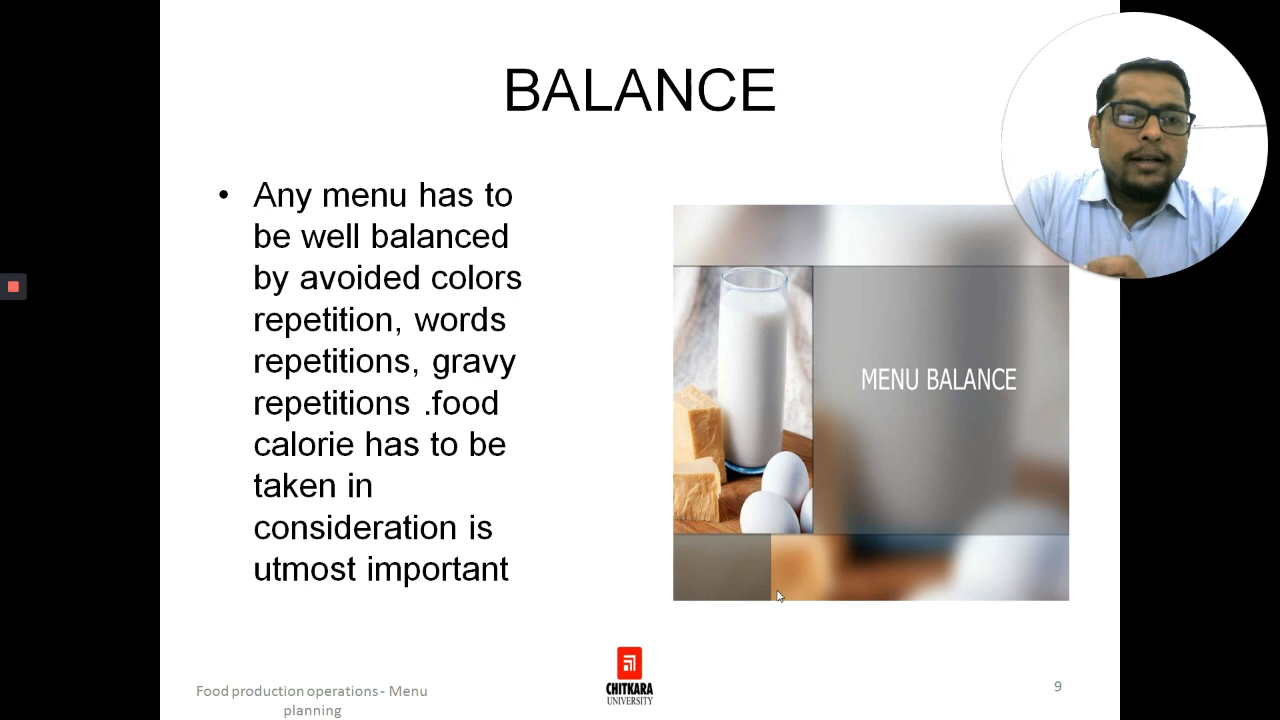 BALANCE
• Any menu has to
be well balanced
by avoided colors
repetition, words
repetitions, gravy
repetitions .food
calorie has to be
taken in
consideration is
utmost important
MENU BALANCE
Food production operations - Menu
planning
CHITKARA
UNIVERSITY
9